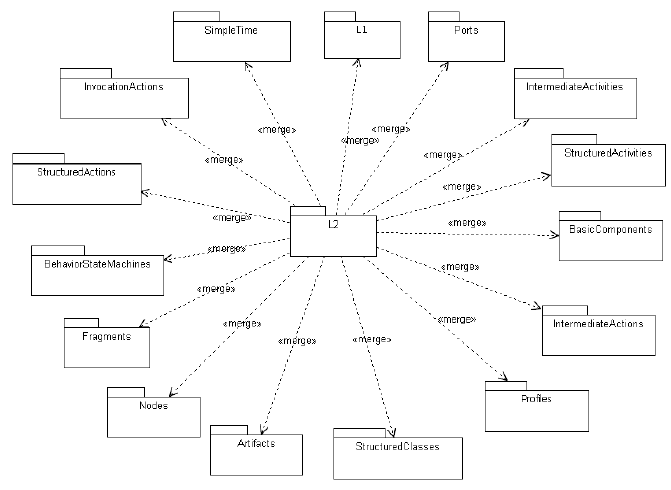 SimpleTime
L1
Ports
InvocationActions
IntermediateActivities
«merge»
«merge»
«merge»
«merge»
«merge»
StructuredActivities
«merge»
StructuredActions
«merge»
«merge»
L2
«merge»
BasicComponents
«merge»
BehaviorStateMachines
«merge»
«merge»
Fragments
«merge»
«merge»
«merge»
«merge»
IntermediateActions
Nodes
Profiles
Artifacts
StructuredClasses